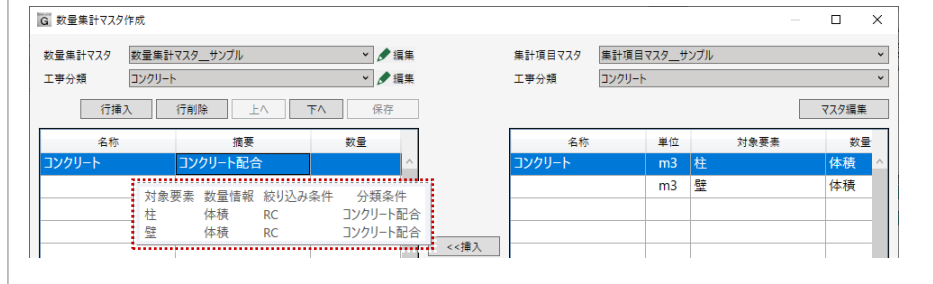 G 数量集計マスタ作成
数量集計マスタ 数量集計マスタ__サンプル 編集 集計項目マスタ 集計項目マスタ__サンプル
工事分類 コンクリート 編集 工事分類 コンクリート
行挿入 行削除 上へ 下へ 保存 マスタ編集
名称 摘要 数量 名称 単位 対象要素 数量
コンクリート コンクリート配合 コンクリート m3 柱 体積
m3 壁 体積
対象要素 数量情報 絞り込み条件 分類条件
柱 体積 RC コンクリート配合
壁 体積 RC コンクリート配合
<<挿入